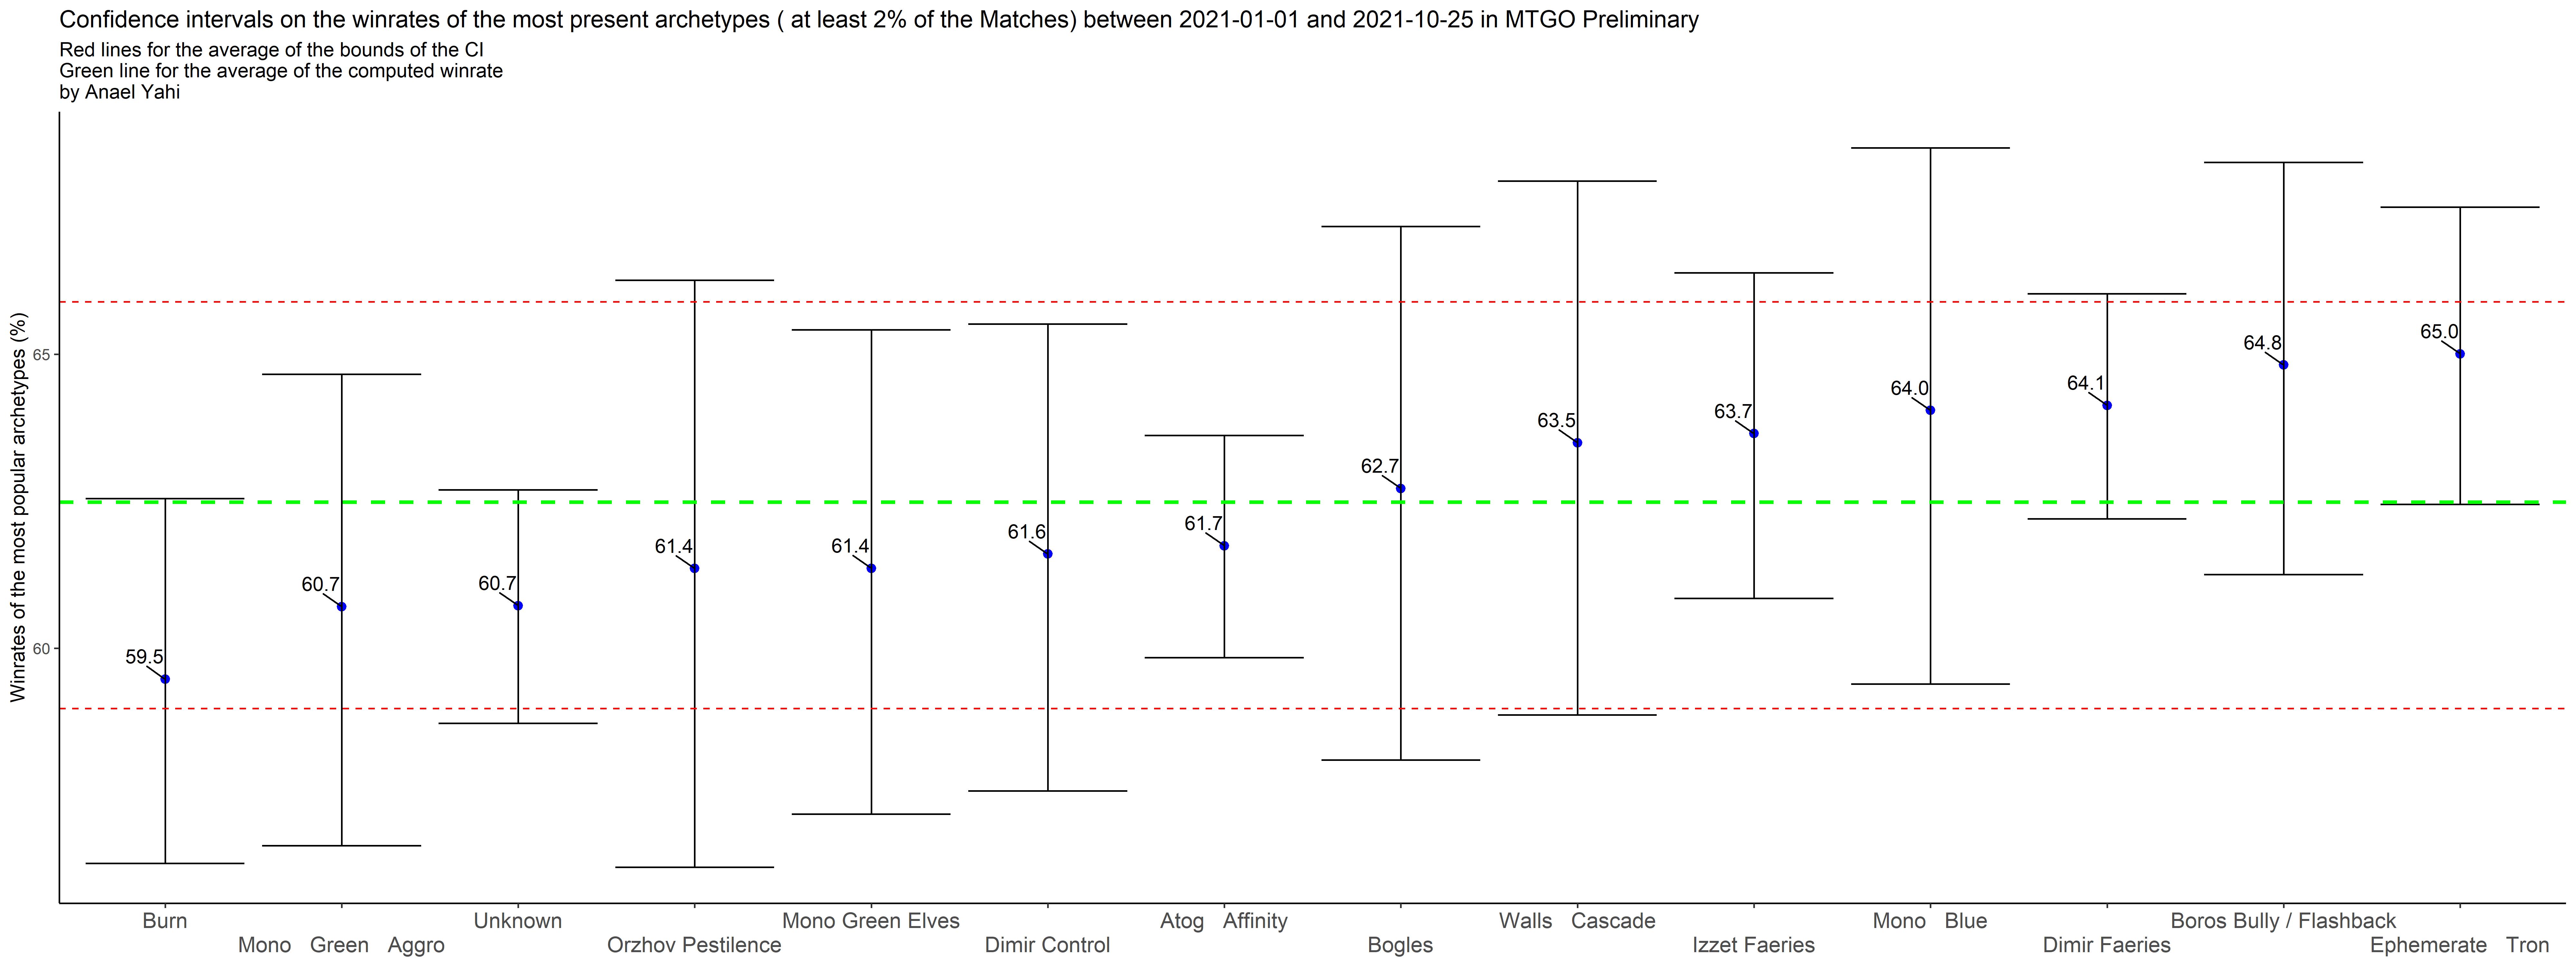 Confidence intervals on the winrates of the most present archetypes ( at least 2% of the Matches) between 2021-01-01 and 2021-10-25 in MTGO Preliminary
Red lines for the average of the bounds of the CI
Green line for the average of the computed winrate
by Anael Yahi
Winrates of the most popular archetypes (%)
65
60
59.5
60.7
60.7
61.4
61.4
61.6
61.7
62.7
63.5
63.7
64.0
64.1
64.8
65.0
Burn
Mono Green Aggro
Unknown
Orzhov Pestilence
Mono Green Elves
Dimir Control
Atog Affinity
Bogles
Walls Cascade
Izzet Faeries
Mono Blue
Dimir Faeries
Boros Bully / Flashback
Ephemerate Tron